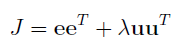 J = ee^T + λuu^T